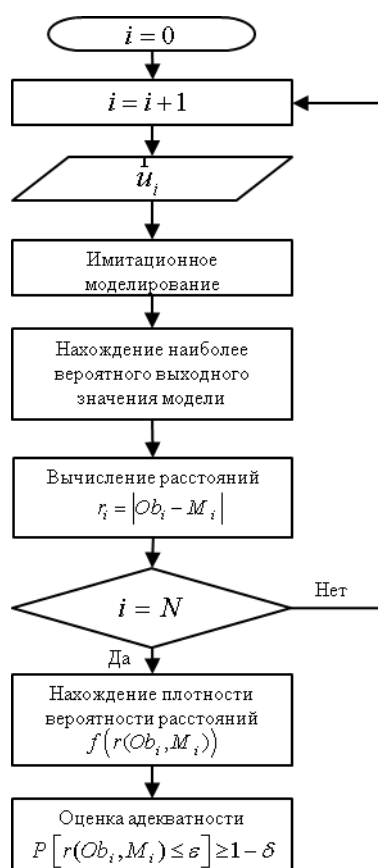 i = 0
i = i + 1
u̇_i
Имитационное
моделирование
Нахождение наиболее
вероятного выходного
значения модели
Вычисление расстояний
r_i = |Ob_i − M_i|
i = N
Нет
Да
Нахождение плотности
вероятности расстояний
f(r(Ob_i, M_i))
Оценка адекватности
P[r(Ob_i, M_i) ≤ ε] ≥ 1 − δ